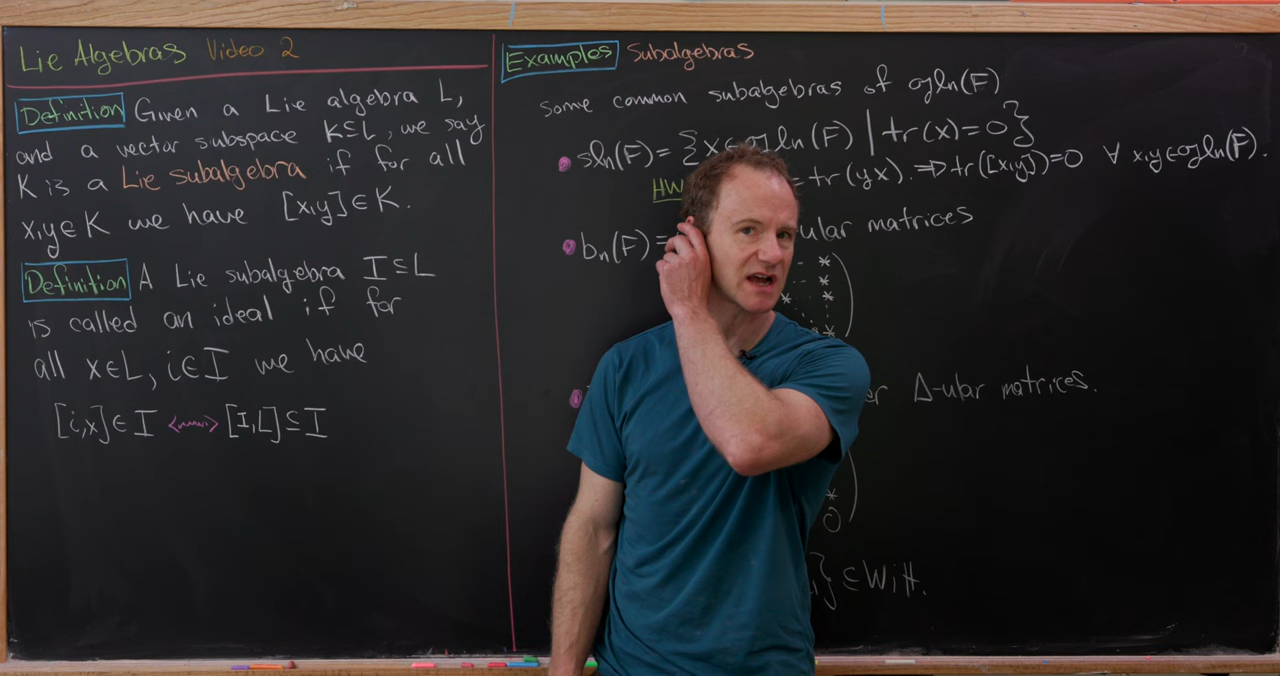 Lie Algebras Video 2
Definition Given a Lie algebra L,
and a vector subspace K⊆L, we say
K is a Lie subalgebra if for all
x,y∈K we have [x,y]∈K.
Definition A Lie subalgebra I⊆L
is called an ideal if for
all x∈L, i∈I we have
[i,x]∈I <~~> [I,L]⊆I
Examples Subalgebras
Some common subalgebras of gln(F)
• sln(F)= {x∈gln(F) | tr(x)=0}
HW = tr(yx). ⇒ tr([x,y])=0 ∀ x,y∈gln(F).
• bn(F)= ular matrices
*
* *
*
• Δ-ular matrices.
*
0
} ⊆ Witt.